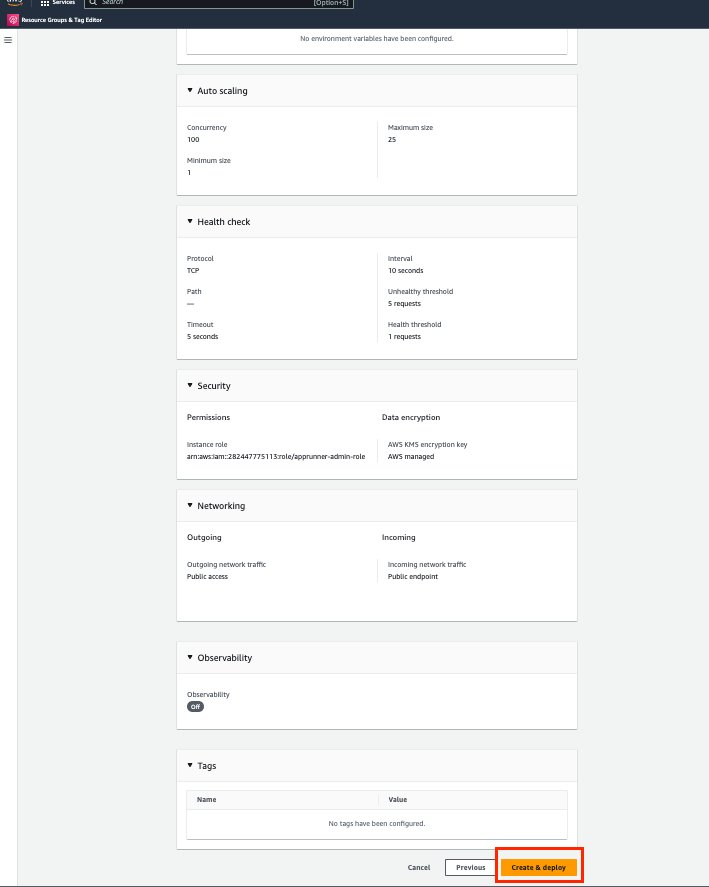 aws
Services
Search
[Option+S]
Resource Groups & Tag Editor
No environment variables have been configured.
Auto scaling
Concurrency
100
Maximum size
25
Minimum size
1
Health check
Protocol
TCP
Interval
10 seconds
Path
—
Unhealthy threshold
5 requests
Timeout
5 seconds
Health threshold
1 requests
Security
Permissions
Data encryption
Instance role
arn:aws:iam::282447775113:role/apprunner-admin-role
AWS KMS encryption key
AWS managed
Networking
Outgoing
Incoming
Outgoing network traffic
Public access
Incoming network traffic
Public endpoint
Observability
Observability
Off
Tags
Name
Value
No tags have been configured.
Cancel
Previous
Create & deploy